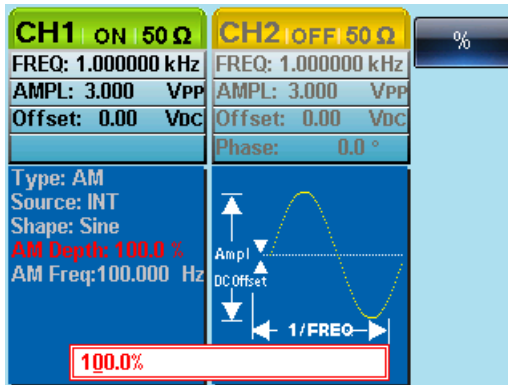 CH1 ON 50 Ω
CH2 OFF 50 Ω
%
FREQ: 1.000000 kHz
FREQ: 1.000000 kHz
AMPL: 3.000 VPP
AMPL: 3.000 VPP
Offset: 0.00 VDC
Offset: 0.00 VDC
Phase: 0.0 °
Type: AM
Source: INT
Shape: Sine
AM Depth: 100.0 %
AM Freq:100.000 Hz
Ampl
DC Offset
1/FREQ
100.0%